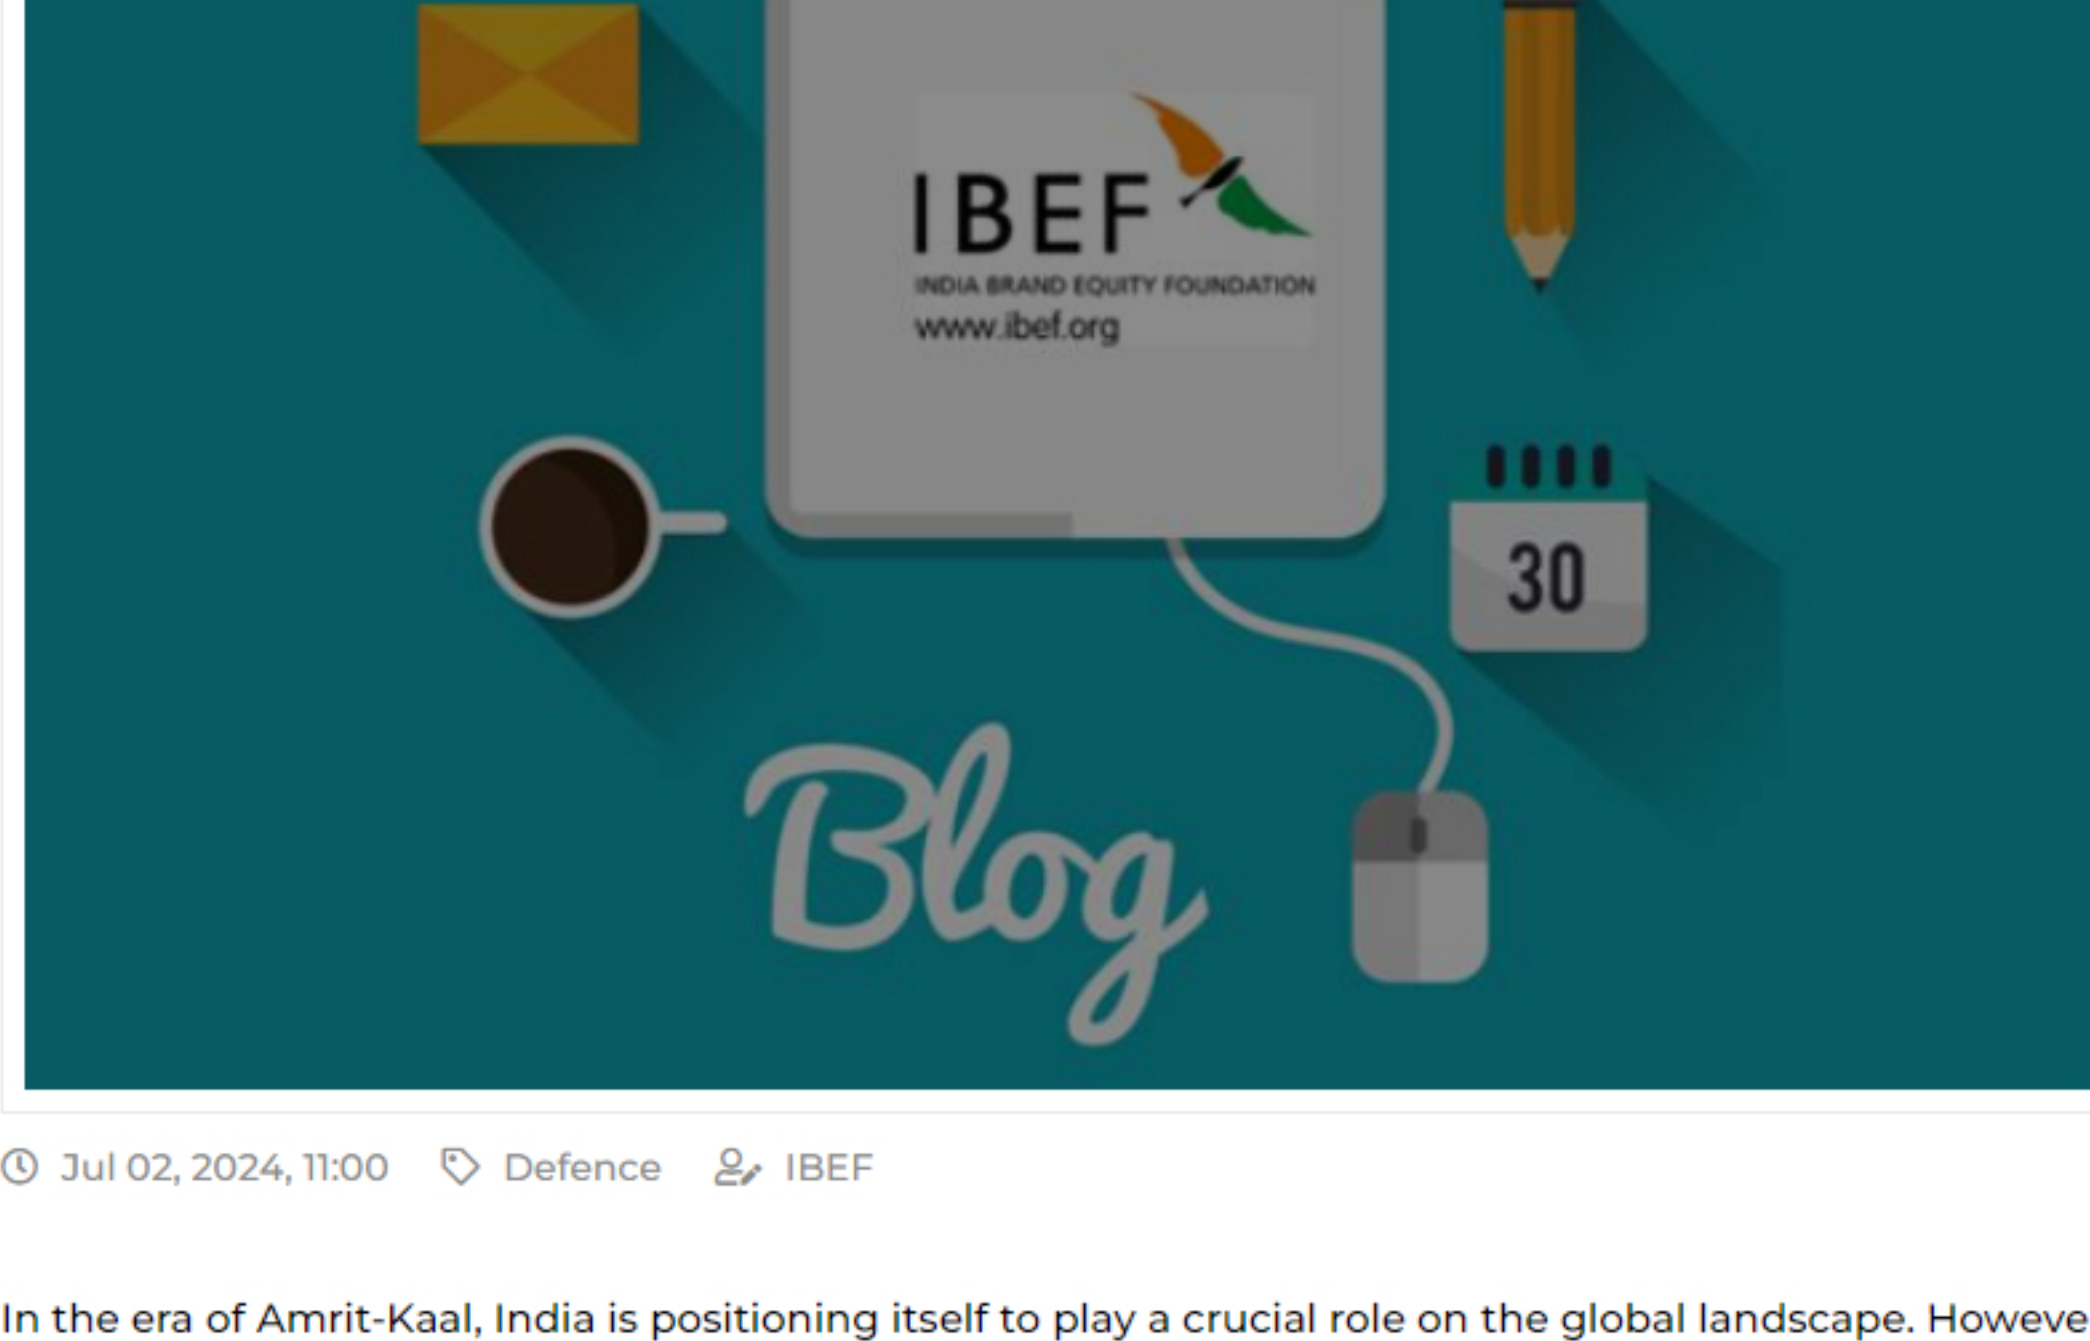 IBEF
INDIA BRAND EQUITY FOUNDATION
www.ibef.org
30
Blog
Jul 02, 2024, 11:00 Defence IBEF
In the era of Amrit-Kaal, India is positioning itself to play a crucial role on the global landscape. Howeve